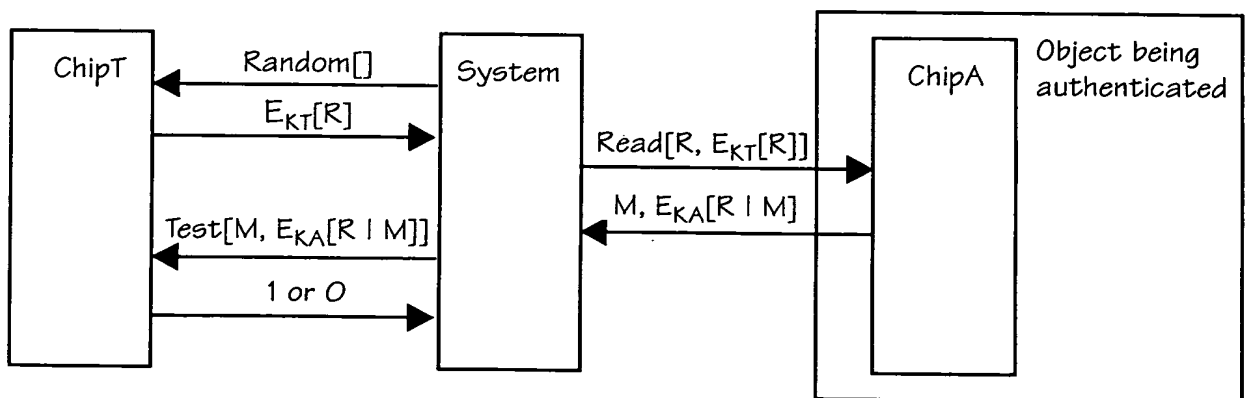 ChipT
Random[]
E_KT[R]
Test[M, E_KA[R | M]]
1 or 0
System
Read[R, E_KT[R]]
M, E_KA[R | M]
ChipA
Object being
authenticated